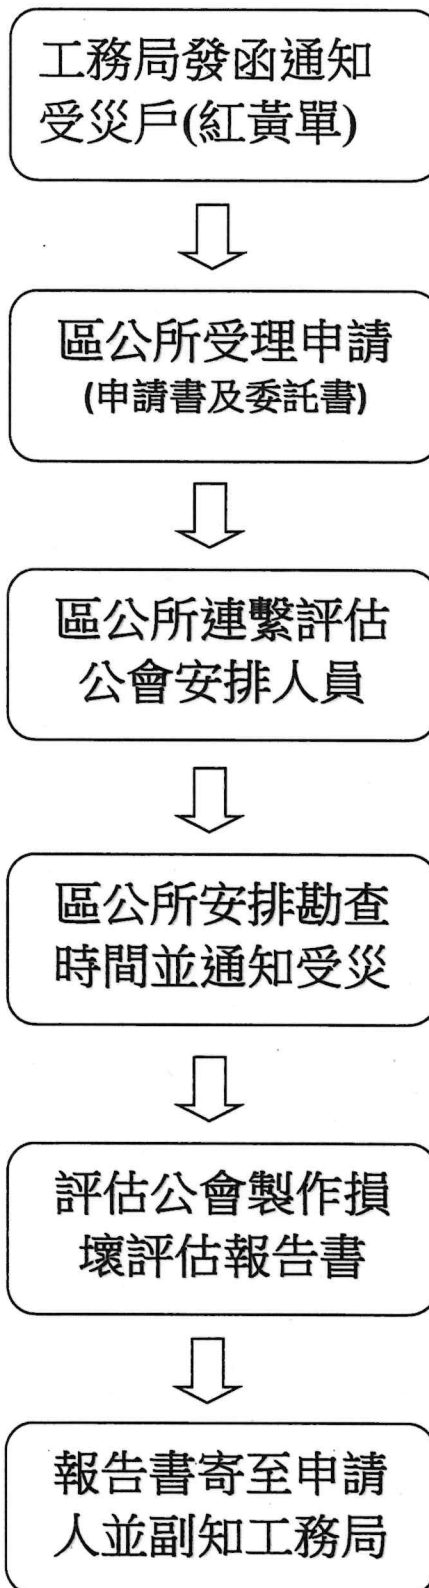 工務局發函通知
受災戶(紅黃單)
區公所受理申請
(申請書及委託書)
區公所連繫評估
公會安排人員
區公所安排勘查
時間並通知受災
評估公會製作損
壞評估報告書
報告書寄至申請
人並副知工務局